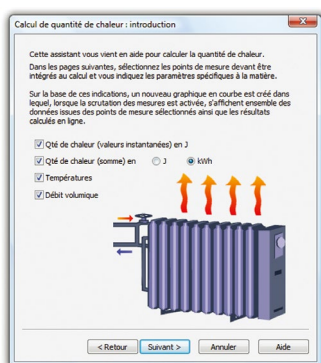 Calcul de quantité de chaleur : introduction
Cette assistant vous vient en aide pour calculer la quantité de chaleur.
Dans les pages suivantes, sélectionnez les points de mesure devant être
intégrés au calcul et vous indiquez les paramètres spécifiques à la matière.
Sur la base de ces indications, un nouveau graphique en courbe est créé dans
lequel, lorsque la scrutation des mesures est activée, s'affichent ensemble des
données issues des points de mesure sélectionnés ainsi que les résultats
calculés en ligne.
Qté de chaleur (valeurs instantanées) en J
Qté de chaleur (somme) en J kWh
Températures
Débit volumique
< Retour Suivant > Annuler Aide